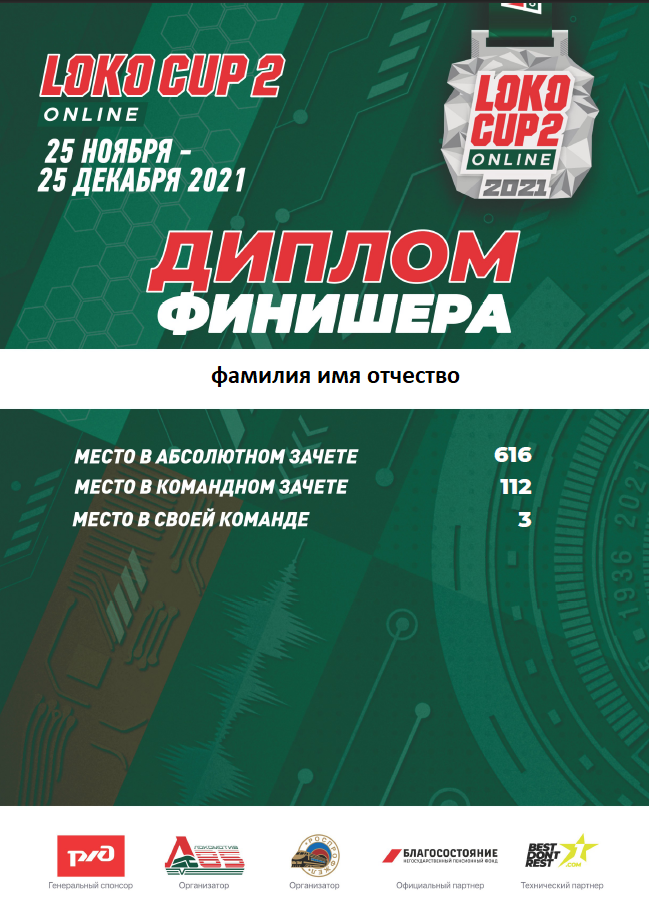 LOKO CUP 2
ONLINE
25 НОЯБРЯ –
25 ДЕКАБРЯ 2021
LOKO
CUP 2
ONLINE
2021
ДИПЛОМ
ФИНИШЕРА
фамилия имя отчество
МЕСТО В АБСОЛЮТНОМ ЗАЧЕТЕ 616
МЕСТО В КОМАНДНОМ ЗАЧЕТЕ 112
МЕСТО В СВОЕЙ КОМАНДЕ 3
1936 2021
РЖД
ЛОКОМОТИВ
РОСПРОФЖЕЛ
БЛАГОСОСТОЯНИЕ
НЕГОСУДАРСТВЕННЫЙ ПЕНСИОННЫЙ ФОНД
BEST
DONT
REST
.COM
Генеральный спонсор
Организатор
Организатор
Официальный партнер
Технический партнер